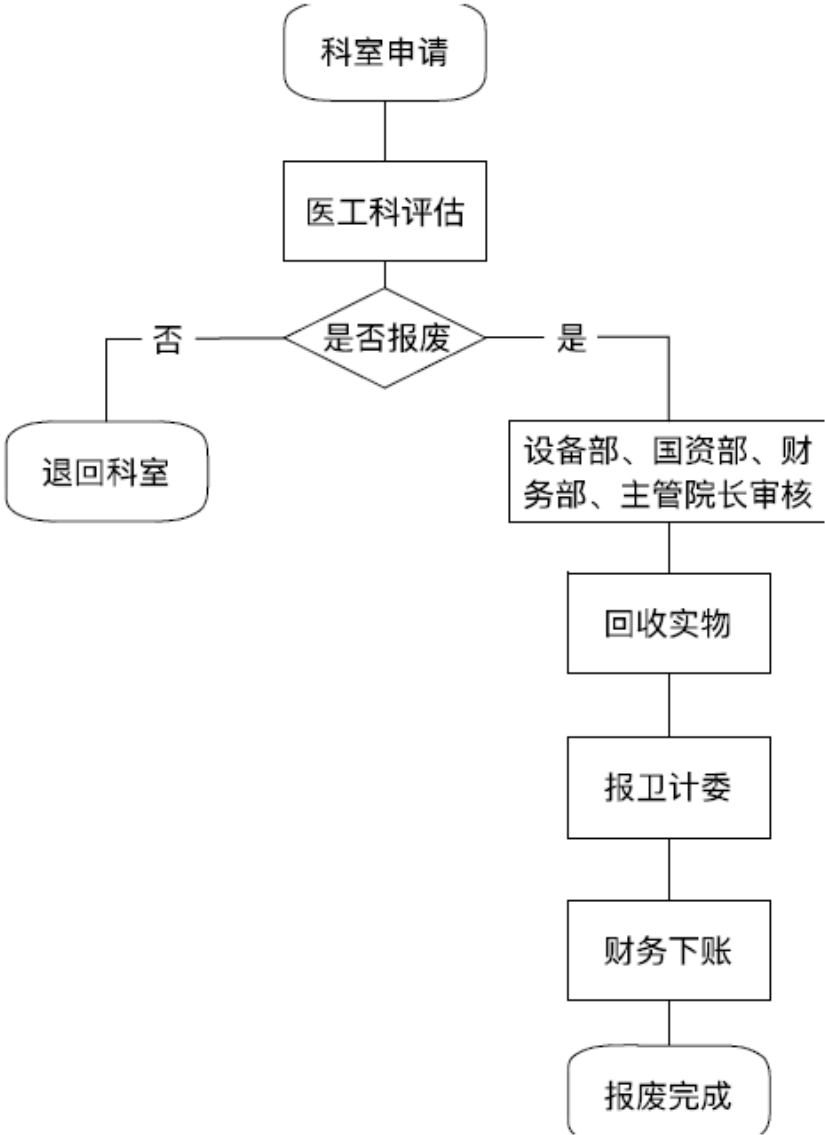 科室申请
医工科评估
是否报废
否
是
退回科室
设备部、国资部、财
务部、主管院长审核
回收实物
报卫计委
财务下账
报废完成